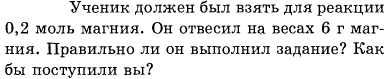 Ученик должен был взять для реакции
0,2 моль магния. Он отвесил на весах 6 г маг-
ния. Правильно ли он выполнил задание? Как
бы поступили вы?